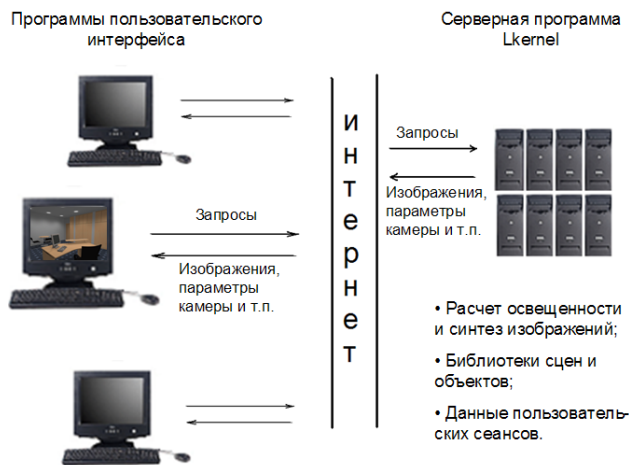 Программы пользовательского
интерфейса
Серверная программа
Lkernel
интернет
Запросы
Изображения,
параметры
камеры и т.п.
Запросы
Изображения,
параметры
камеры и т.п.
• Расчет освещенности
и синтез изображений;
• Библиотеки сцен и
объектов;
• Данные пользователь-
ских сеансов.